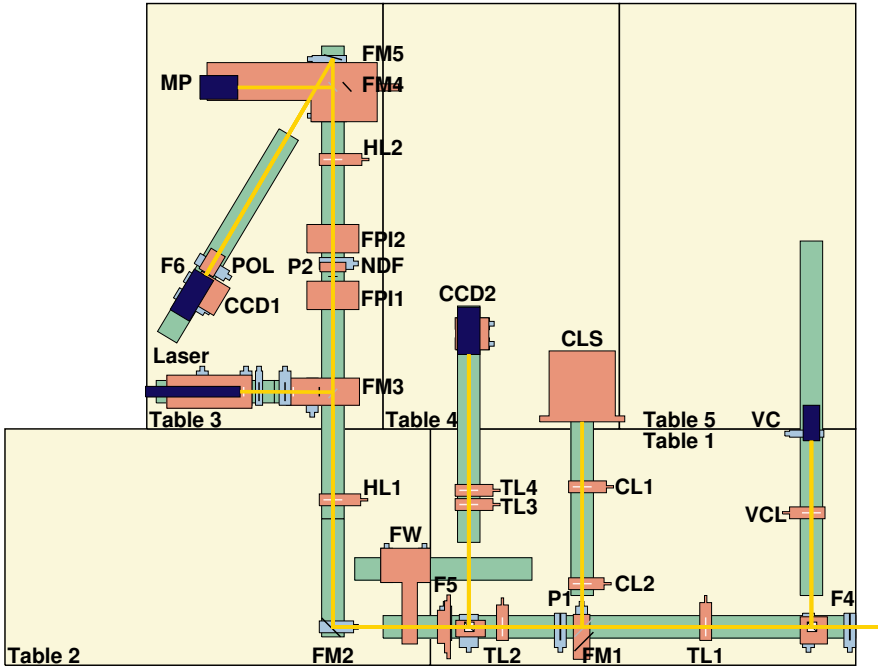 FM5
MP
FM4
HL2
FPI2
F6
POL
P2
NDF
CCD1
FPI1
CCD2
CLS
Laser
FM3
Table 3
Table 4
Table 5
VC
Table 1
HL1
TL4
CL1
TL3
VCL
FW
F5
P1
CL2
F4
Table 2
FM2
TL2
FM1
TL1